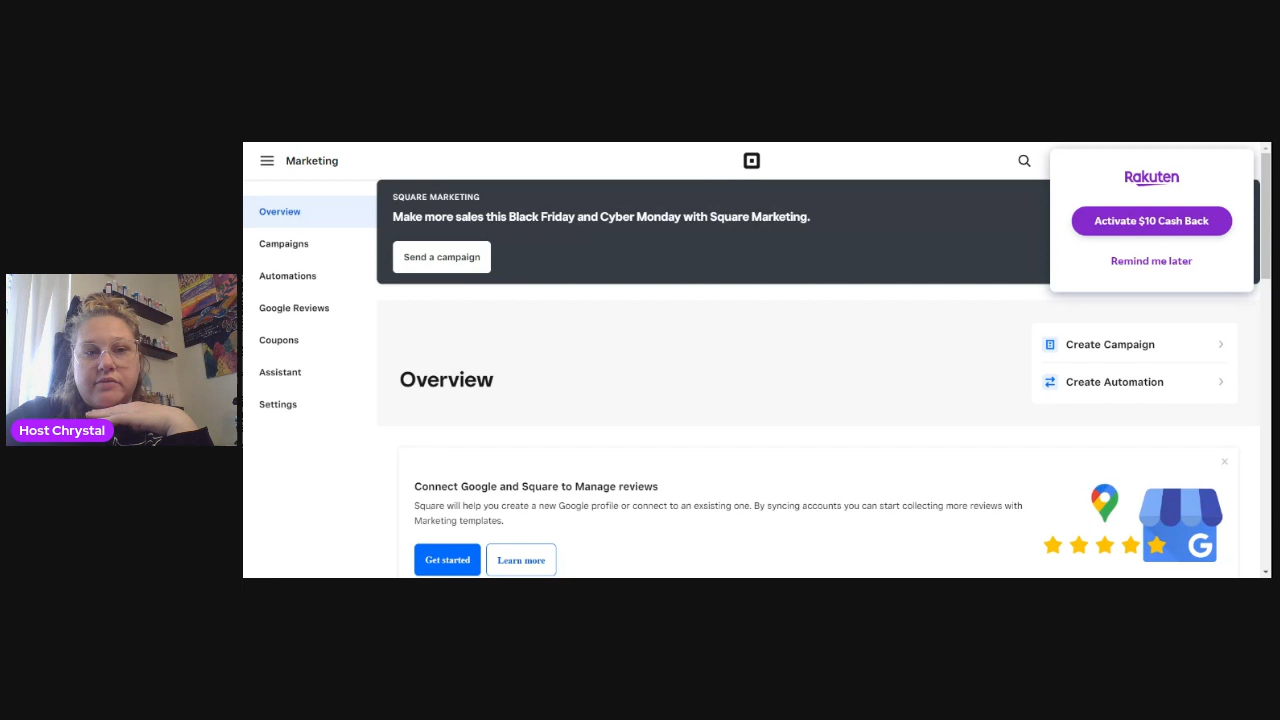 Host Chrystal
Marketing
Rakuten
Activate $10 Cash Back
Remind me later
Overview
Campaigns
Automations
Google Reviews
Coupons
Assistant
Settings
SQUARE MARKETING
Make more sales this Black Friday and Cyber Monday with Square Marketing.
Send a campaign
Overview
Create Campaign
Create Automation
Connect Google and Square to Manage reviews
Square will help you create a new Google profile or connect to an exsisting one. By syncing accounts you can start collecting more reviews with
Marketing templates.
Get started
Learn more
G